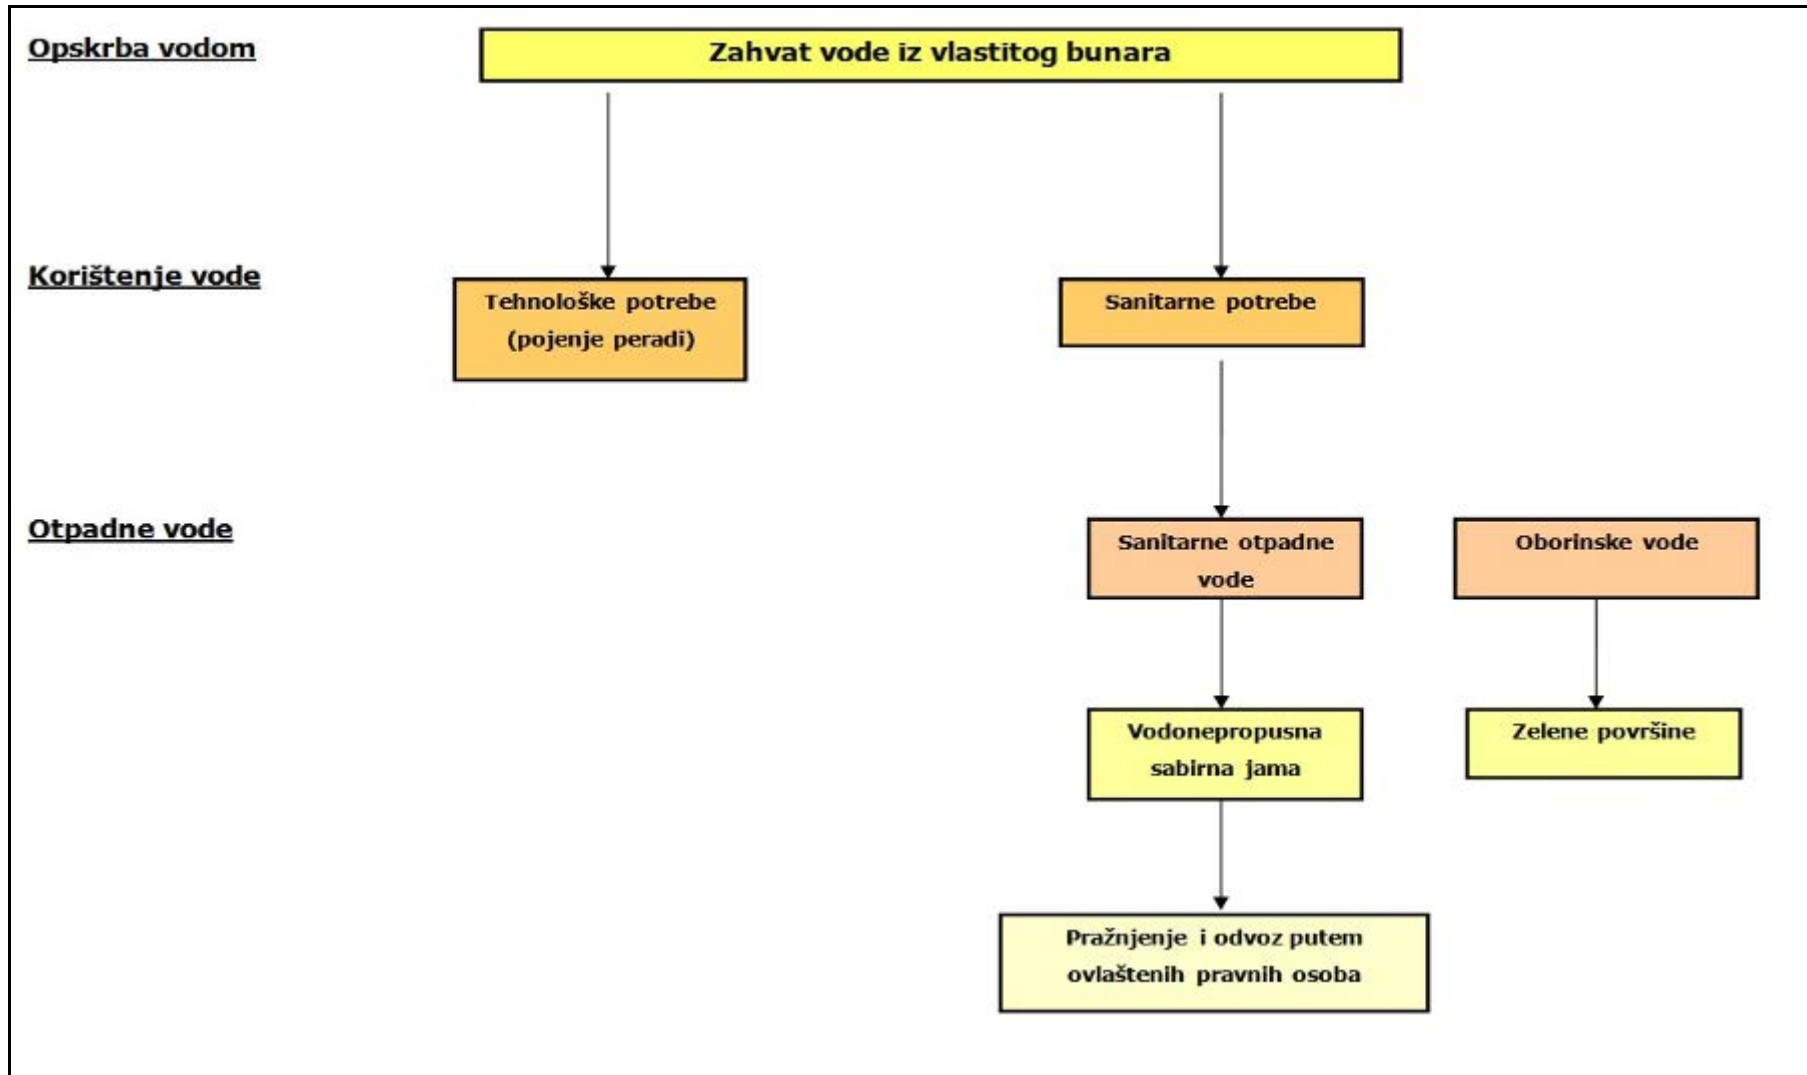 Opskrba vodom
Zahvat vode iz vlastitog bunara
Korištenje vode
Tehnološke potrebe
(pojenje peradi)
Sanitarne potrebe
Otpadne vode
Sanitarne otpadne
vode
Oborinske vode
Vodonepropusna
sabirna jama
Zelene površine
Pražnjenje i odvoz putem
ovlaštenih pravnih osoba